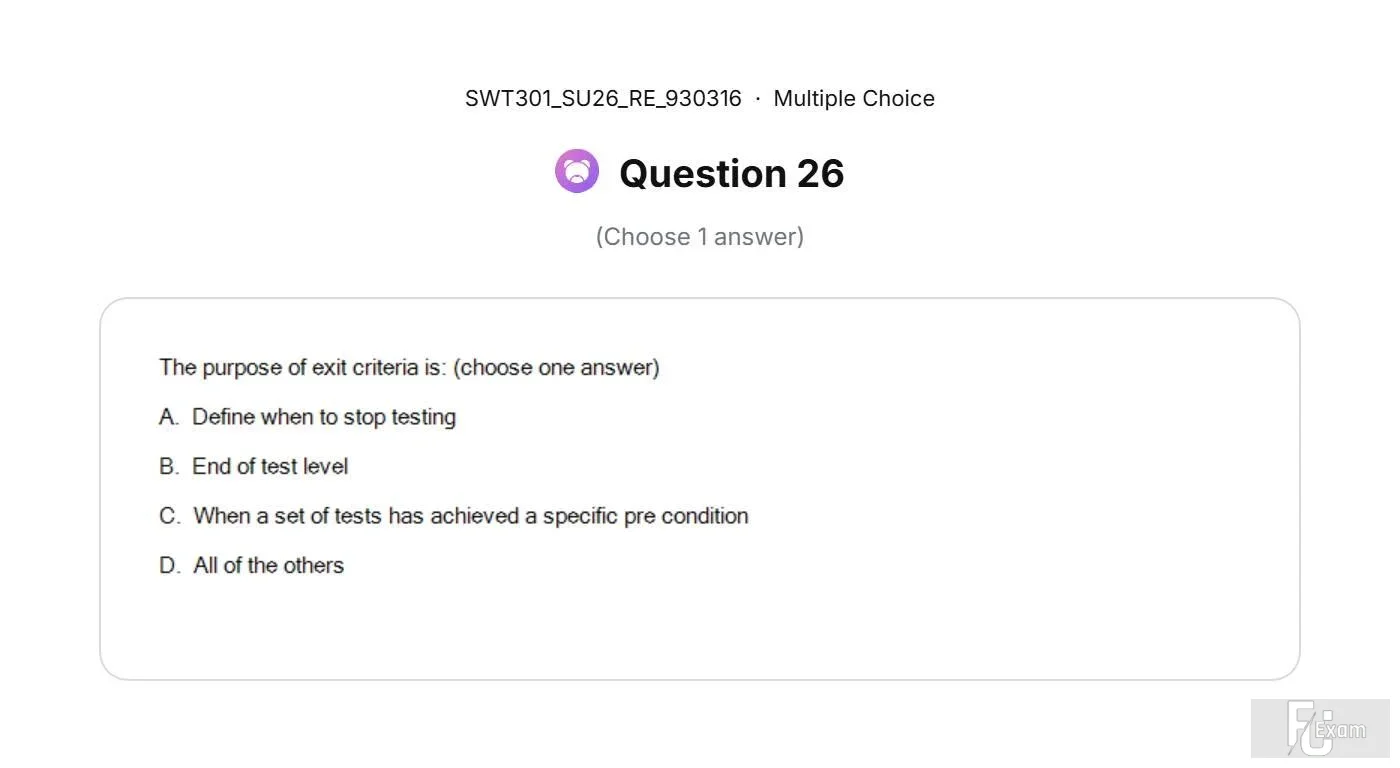 SWT301_SU26_RE_930316 · Multiple Choice
Question 26
(Choose 1 answer)
The purpose of exit criteria is: (choose one answer)
A. Define when to stop testing
B. End of test level
C. When a set of tests has achieved a specific pre condition
D. All of the others
FC Exam